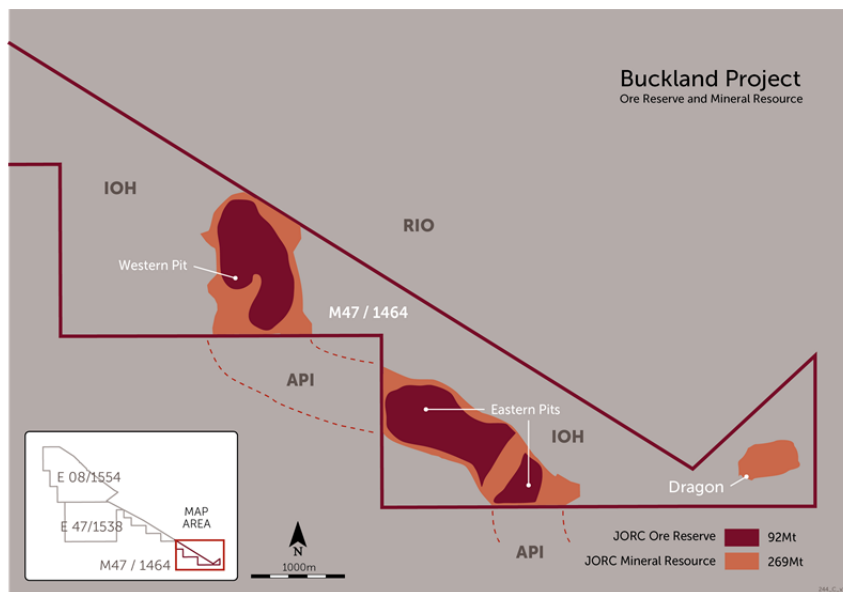 Buckland Project
Ore Reserve and Mineral Resource
IOH
RIO
Western Pit
M47 / 1464
API
Eastern Pits
IOH
Dragon
E 08/1554
E 47/1538
MAP
AREA
M47 / 1464
N
1000m
API
JORC Ore Reserve 92Mt
JORC Mineral Resource 269Mt